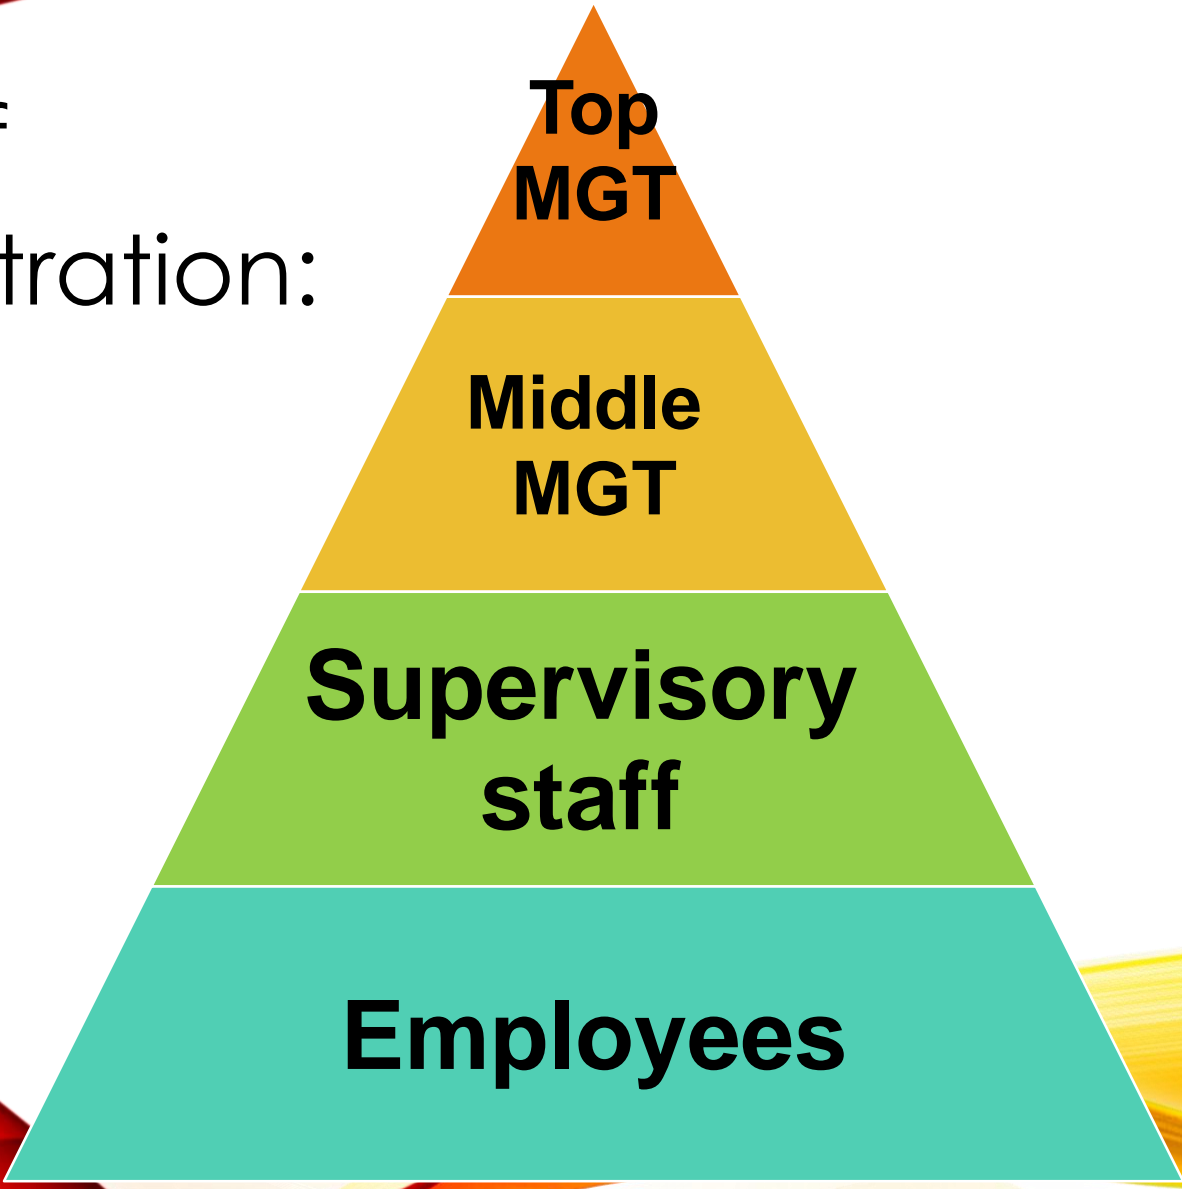 Top
MGT
tration:
Middle
MGT
Supervisory
staff
Employees